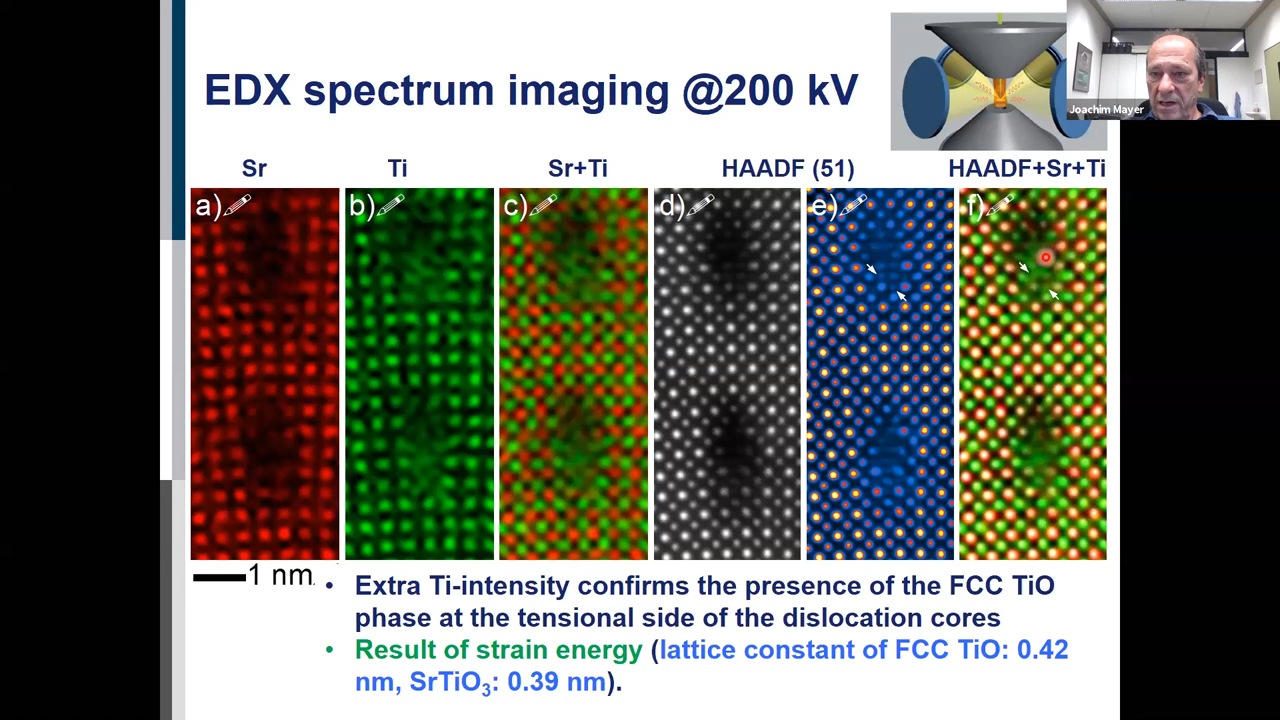 EDX spectrum imaging @200 kV
Joachim Mayer
Sr
Ti
Sr+Ti
HAADF (51)
HAADF+Sr+Ti
a)
b)
c)
d)
e)
f)
1 nm
• Extra Ti-intensity confirms the presence of the FCC TiO
phase at the tensional side of the dislocation cores
• Result of strain energy (lattice constant of FCC TiO: 0.42
nm, SrTiO₃: 0.39 nm).